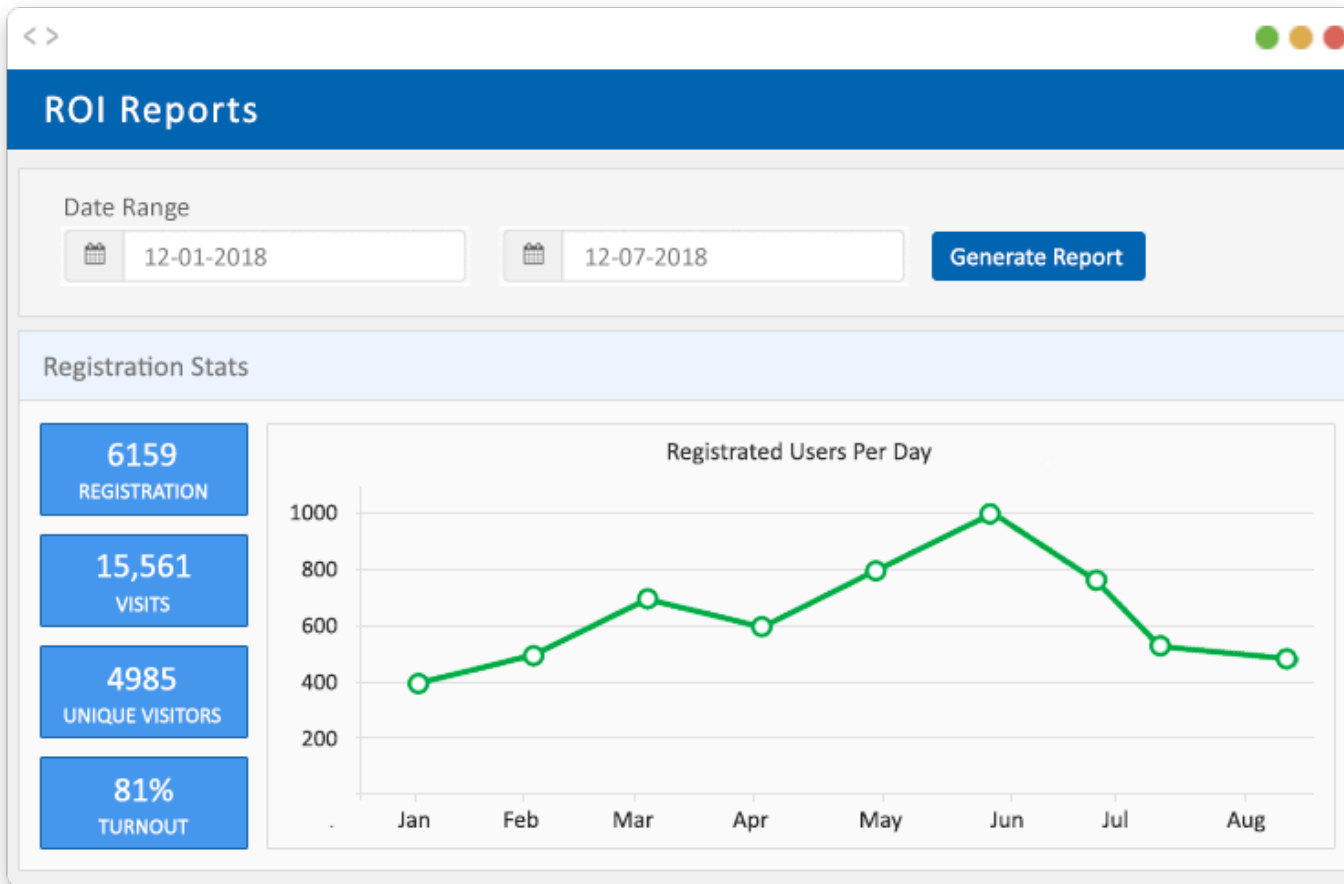 < >
ROI Reports
Date Range
12-01-2018
12-07-2018
Generate Report
Registration Stats
6159
REGISTRATION
15,561
VISITS
4985
UNIQUE VISITORS
81%
TURNOUT
Registrated Users Per Day
1000
800
600
400
200
. Jan Feb Mar Apr May Jun Jul Aug